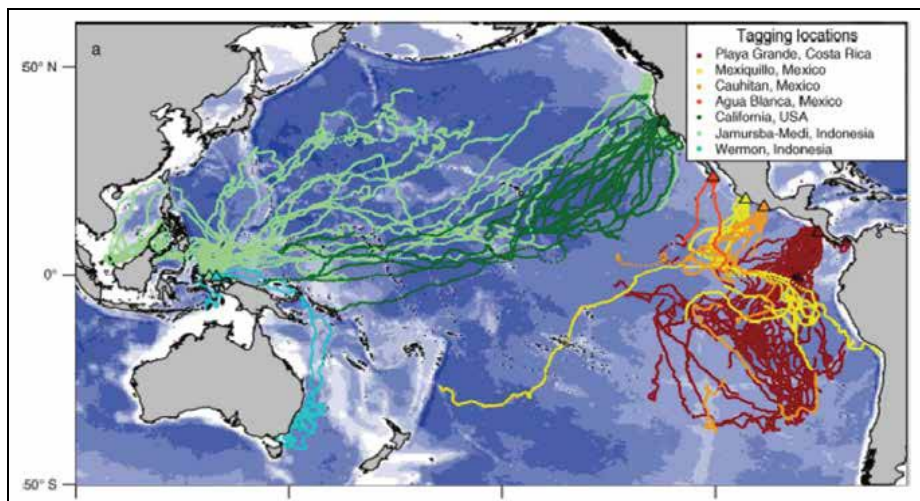 a
50° N
0°
50° S
Tagging locations
Playa Grande, Costa Rica
Mexiquillo, Mexico
Cauhitan, Mexico
Agua Blanca, Mexico
California, USA
Jamursba-Medi, Indonesia
Wermon, Indonesia